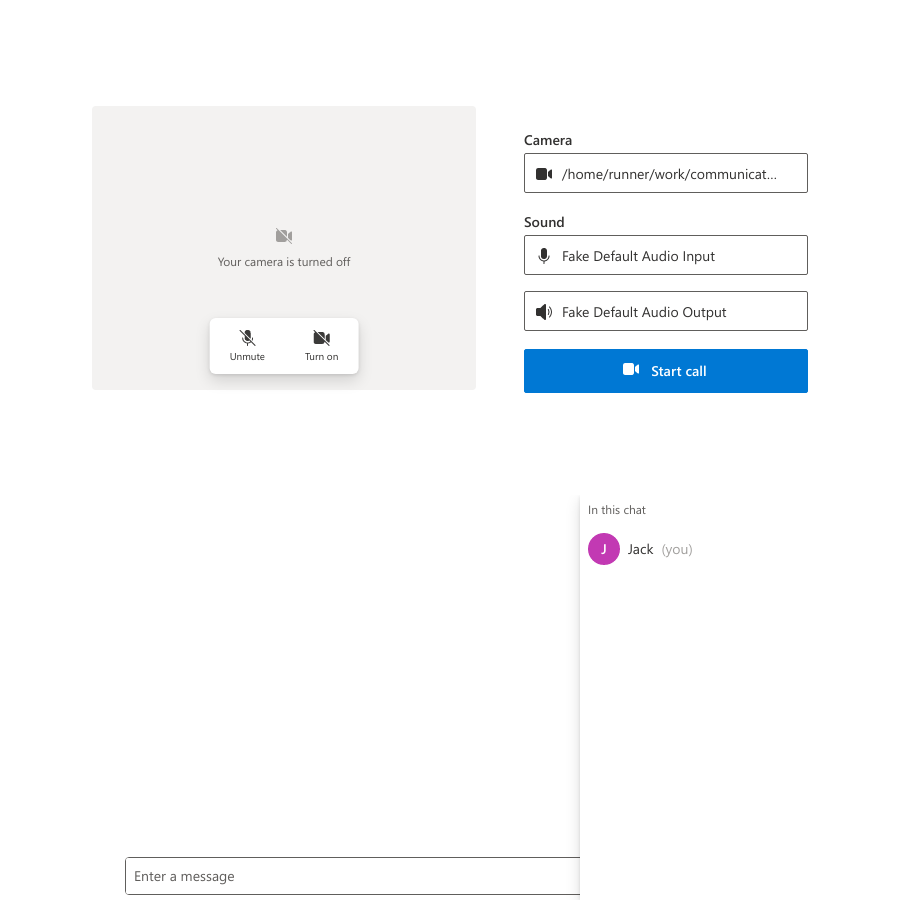 Your camera is turned off
Unmute
Turn on
Camera
/home/runner/work/communicat...
Sound
Fake Default Audio Input
Fake Default Audio Output
Start call
In this chat
J
Jack (you)
Enter a message